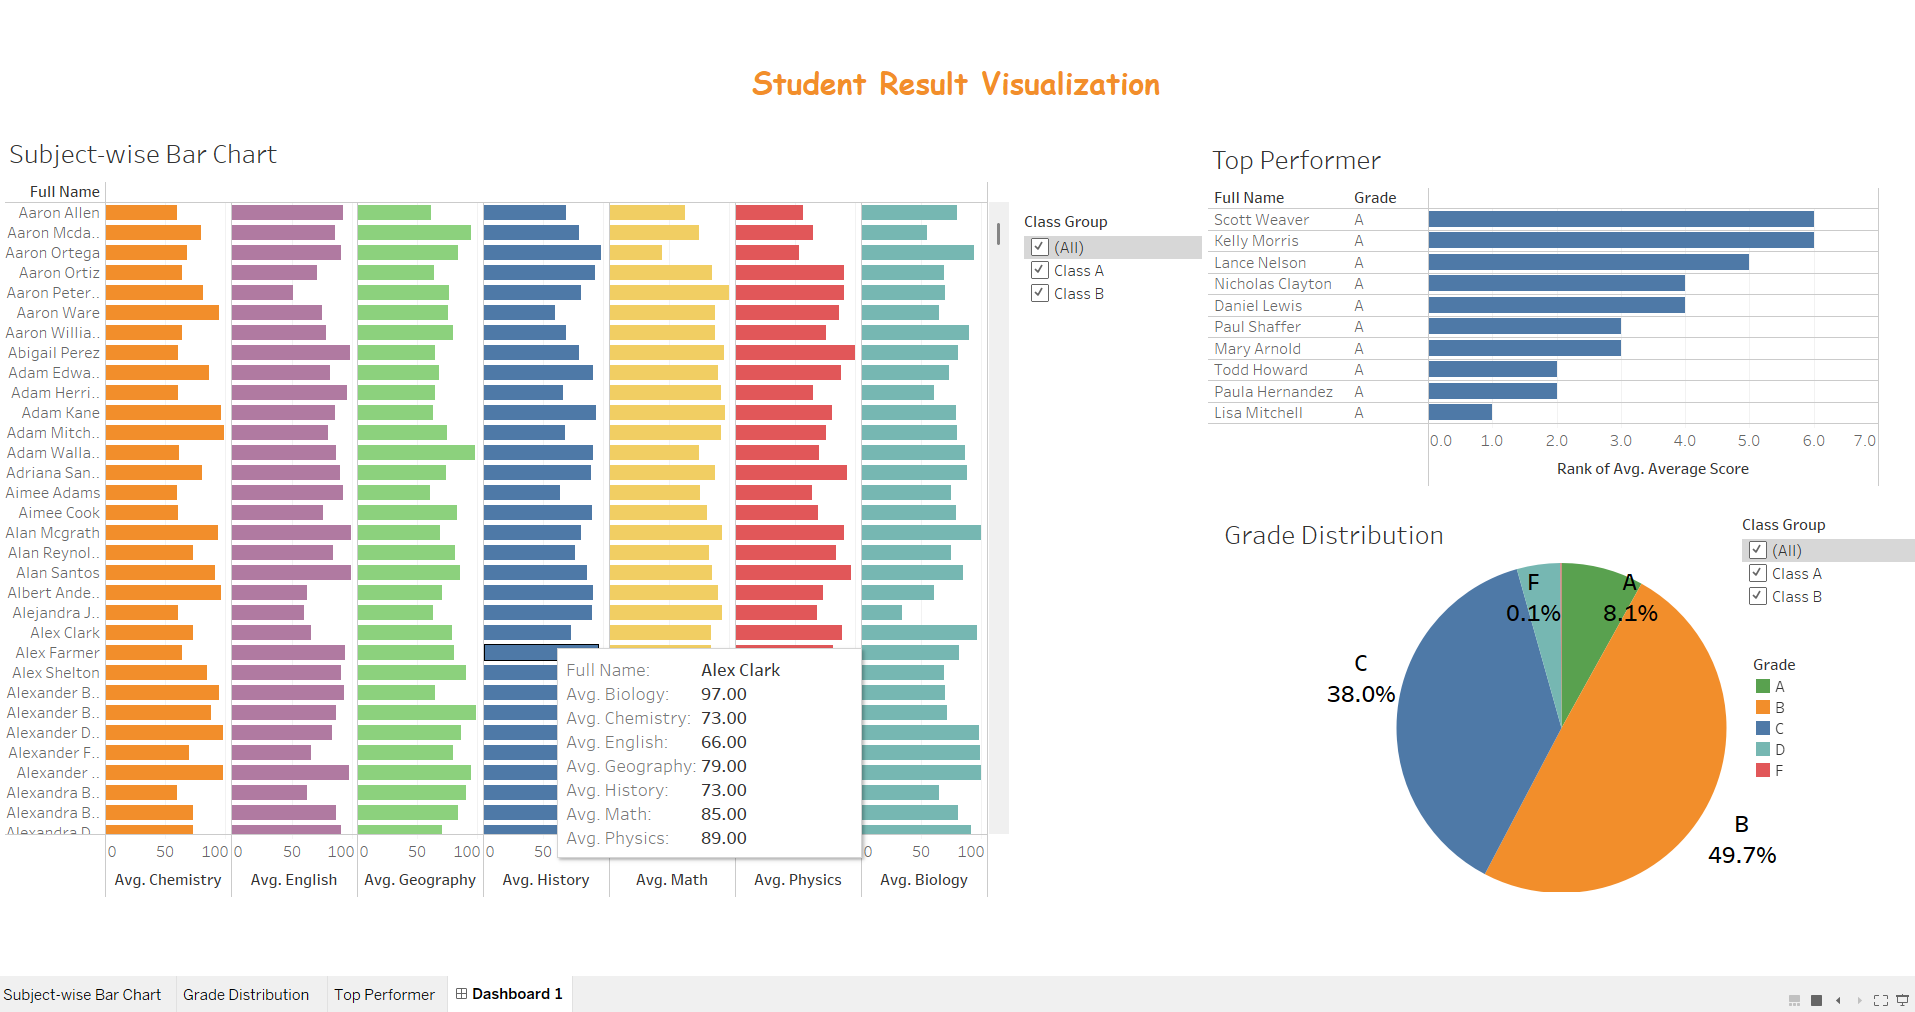 Student Result Visualization
Subject-wise Bar Chart
Full Name
Aaron Allen
Aaron Mcda..
Aaron Ortega
Aaron Ortiz
Aaron Peter..
Aaron Ware
Aaron Willia..
Abigail Perez
Adam Edwa..
Adam Herri..
Adam Kane
Adam Mitch..
Adam Walla..
Adriana San..
Aimee Adams
Aimee Cook
Alan Mcgrath
Alan Reynol..
Alan Santos
Albert Ande..
Alejandra J..
Alex Clark
Alex Farmer
Alex Shelton
Alexander B..
Alexander B..
Alexander D..
Alexander F..
Alexander ..
Alexandra B..
Alexandra B..
Alexandra D..
0 50 100 0 50 100 0 50 100 0 50 0 50 100
Avg. Chemistry Avg. English Avg. Geography Avg. History Avg. Math Avg. Physics Avg. Biology
Full Name: Alex Clark
Avg. Biology: 97.00
Avg. Chemistry: 73.00
Avg. English: 66.00
Avg. Geography: 79.00
Avg. History: 73.00
Avg. Math: 85.00
Avg. Physics: 89.00
Class Group
(All)
Class A
Class B
Top Performer
Full Name Grade
Scott Weaver A
Kelly Morris A
Lance Nelson A
Nicholas Clayton A
Daniel Lewis A
Paul Shaffer A
Mary Arnold A
Todd Howard A
Paula Hernandez A
Lisa Mitchell A
0.0 1.0 2.0 3.0 4.0 5.0 6.0 7.0
Rank of Avg. Average Score
Grade Distribution
F
0.1%
A
8.1%
C
38.0%
B
49.7%
Class Group
(All)
Class A
Class B
Grade
A
B
C
D
F
Subject-wise Bar Chart Grade Distribution Top Performer Dashboard 1